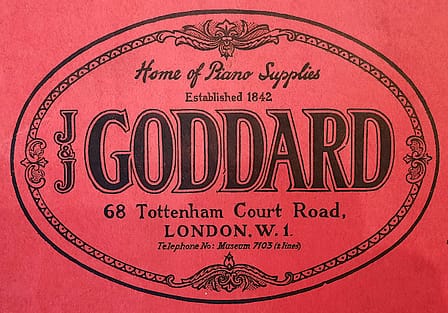 Home of Piano Supplies
Established 1842
J&J GODDARD
68 Tottenham Court Road,
LONDON, W. 1.
Telephone No: Museum 7103 (2 lines)